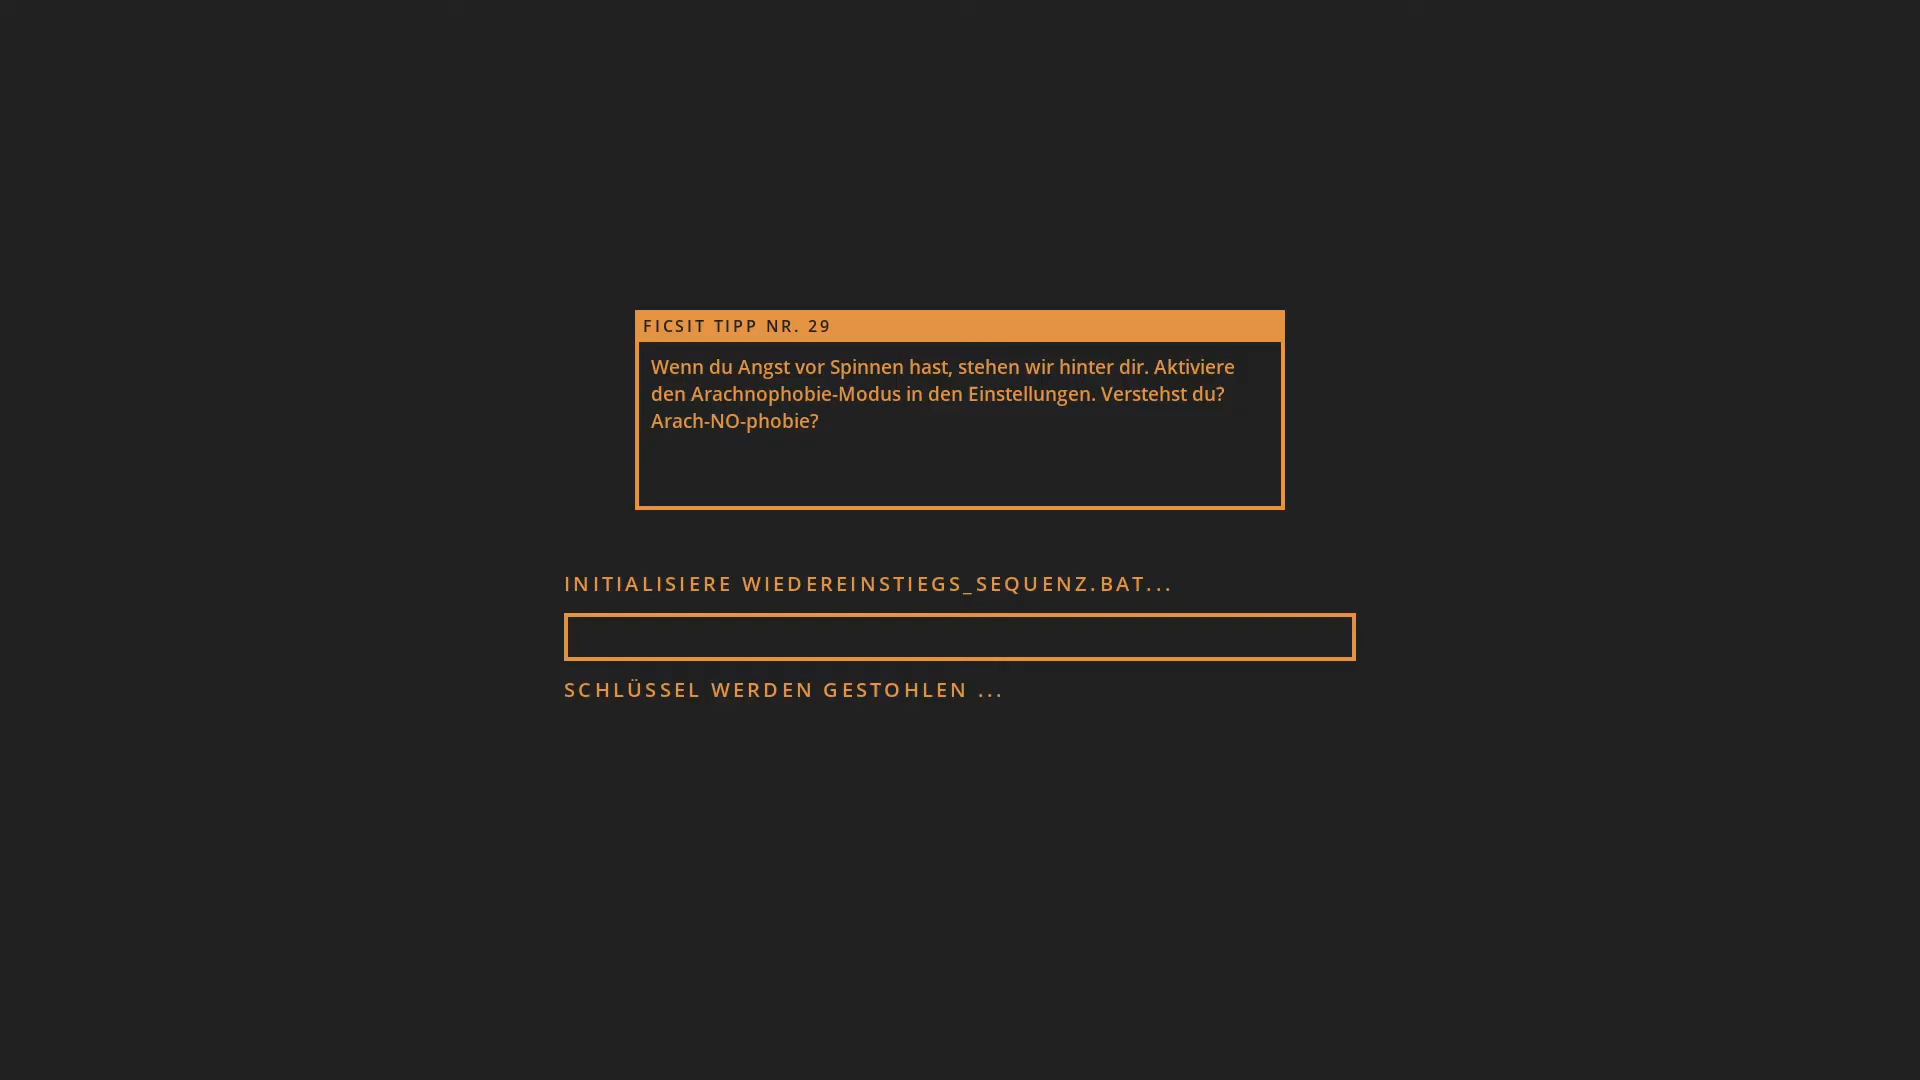 FICSIT TIPP NR. 29
Wenn du Angst vor Spinnen hast, stehen wir hinter dir. Aktiviere
den Arachnophobie-Modus in den Einstellungen. Verstehst du?
Arach-NO-phobie?
INITIALISIERE WIEDEREINSTIEGS_SEQUENZ.BAT...
SCHLÜSSEL WERDEN GESTOHLEN ...